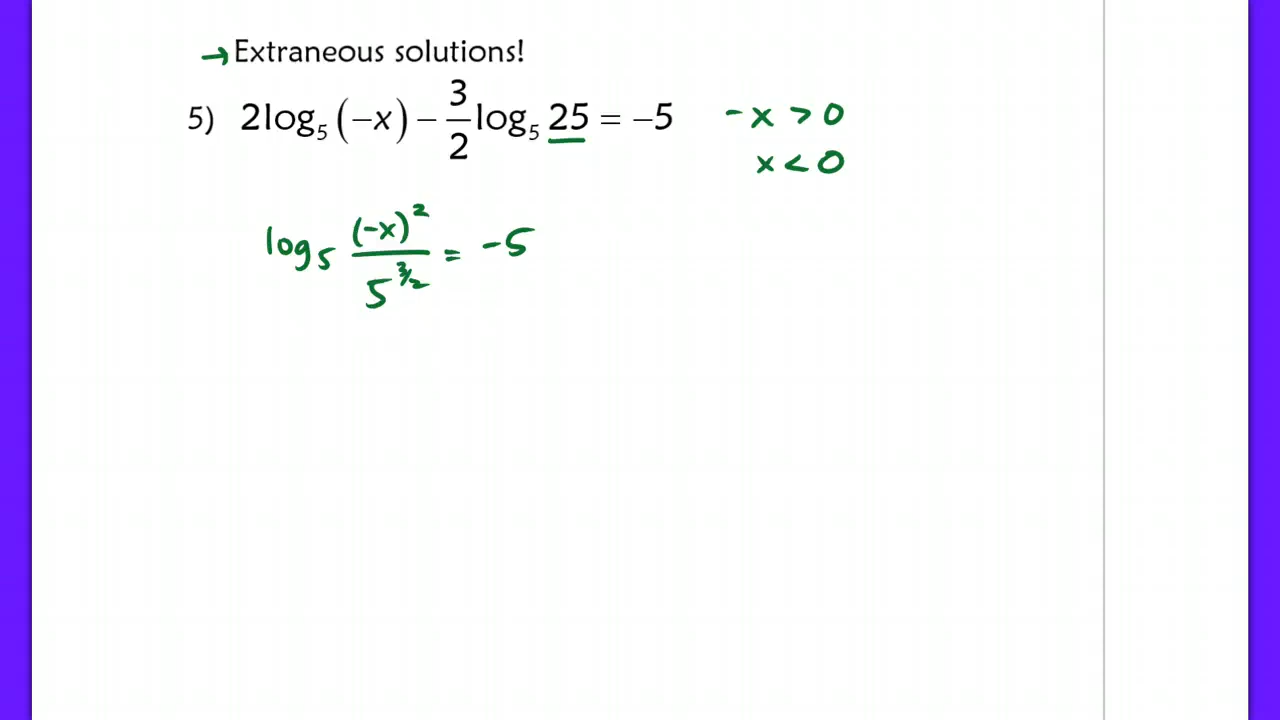 →Extraneous solutions!
5) 2log₅(−x) − 3/2 log₅ 25 = −5
-x > 0
x < 0
log₅ (-x)²/5^(3/2) = -5